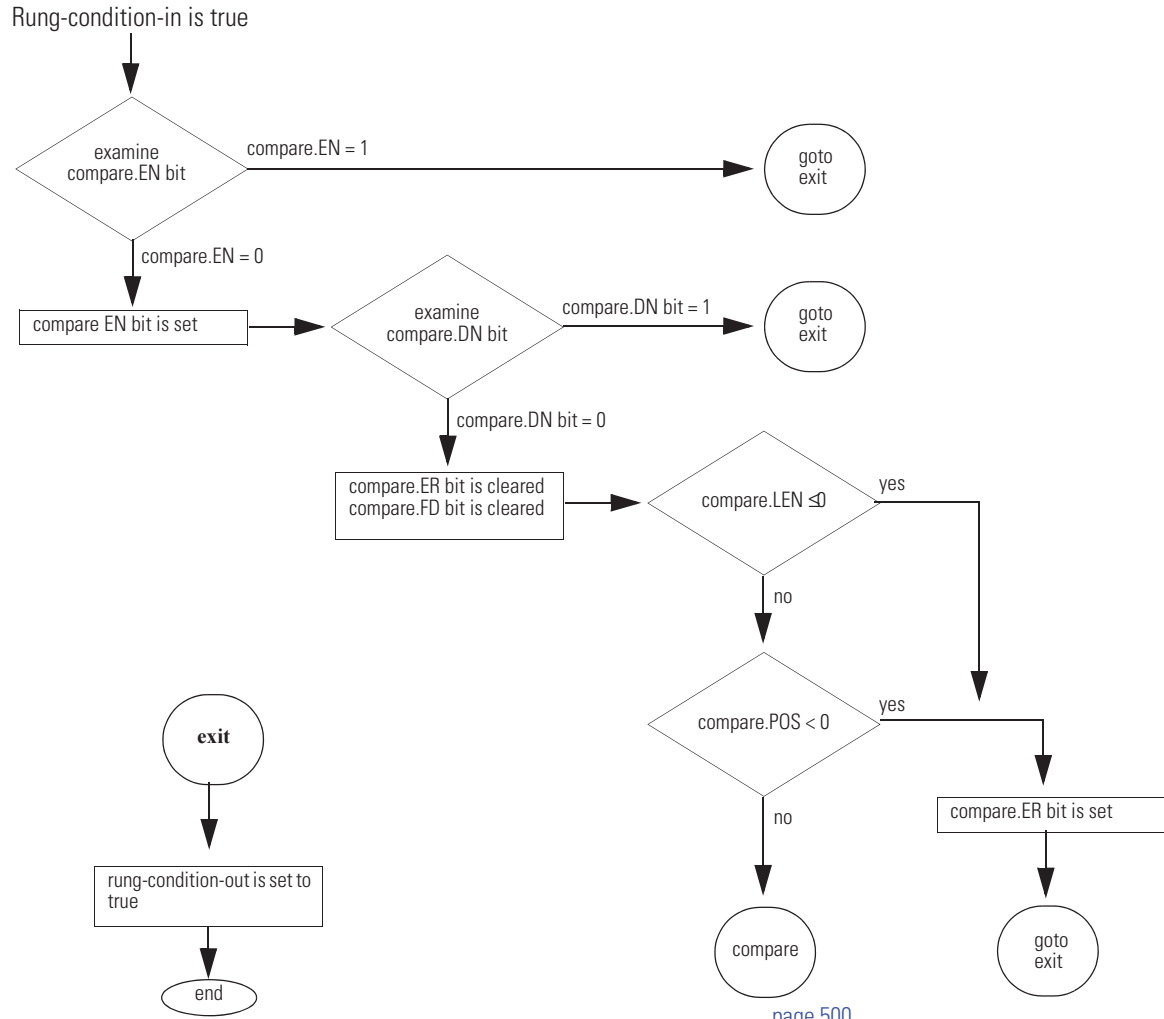 Rung-condition-in is true
examine
compare.EN bit
compare.EN = 1
goto
exit
compare.EN = 0
compare EN bit is set
examine
compare.DN bit
compare.DN bit = 1
goto
exit
compare.DN bit = 0
compare.ER bit is cleared
compare.FD bit is cleared
compare.LEN ≤0
yes
no
compare.POS < 0
yes
no
compare.ER bit is set
exit
rung-condition-out is set to
true
end
compare
goto
exit
page 500